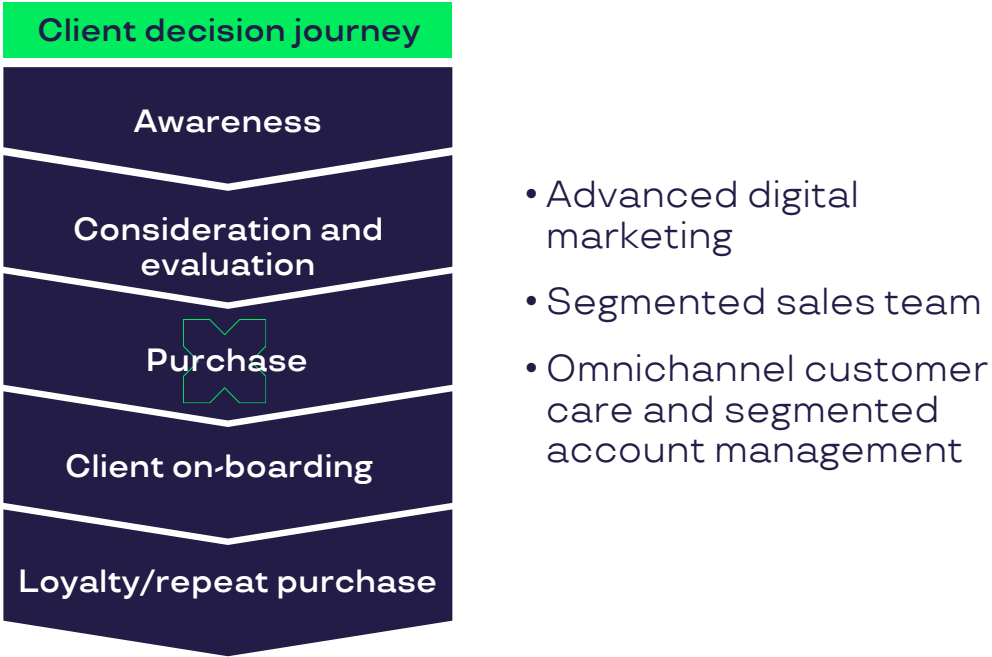 Client decision journey
Awareness
Consideration and
evaluation
Purchase
Client on-boarding
Loyalty/repeat purchase
• Advanced digital
marketing
• Segmented sales team
• Omnichannel customer
care and segmented
account management